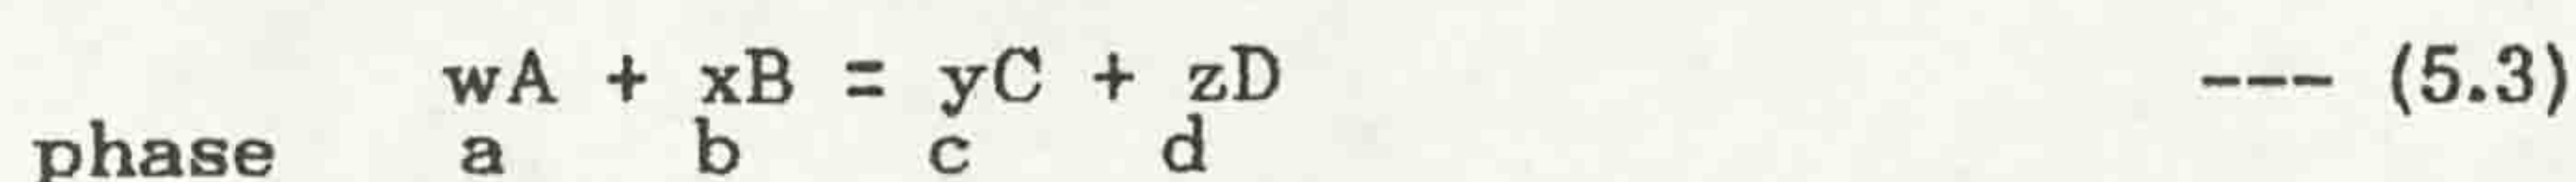 wA + xB = yC + zD --- (5.3)
phase a b c d